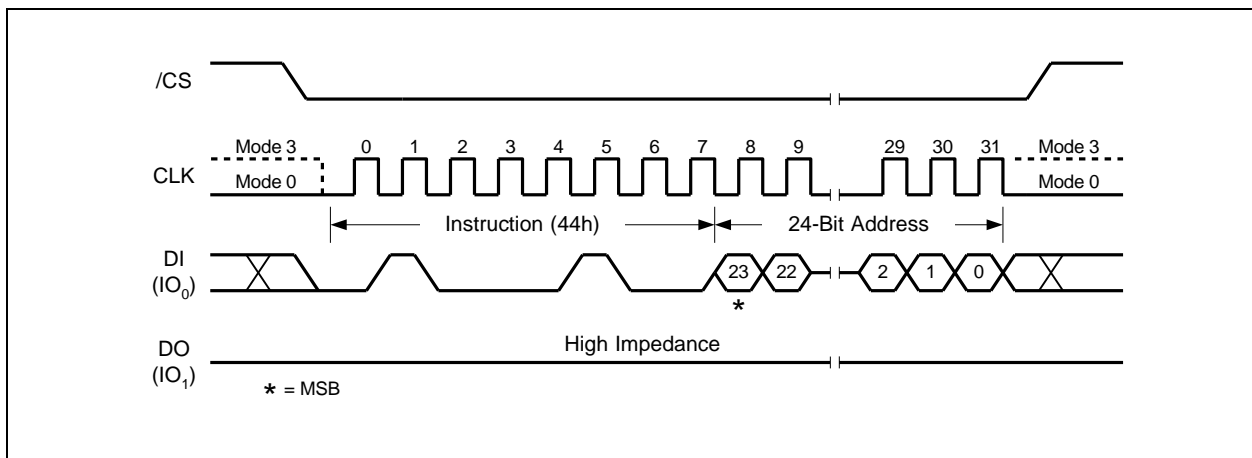 /CS
Mode 3 0 1 2 3 4 5 6 7 8 9 29 30 31 Mode 3
CLK
Mode 0 Mode 0
Instruction (44h) 24-Bit Address
DI
(IO0)
23 22 2 1 0
*
High Impedance
DO
(IO1)
* = MSB